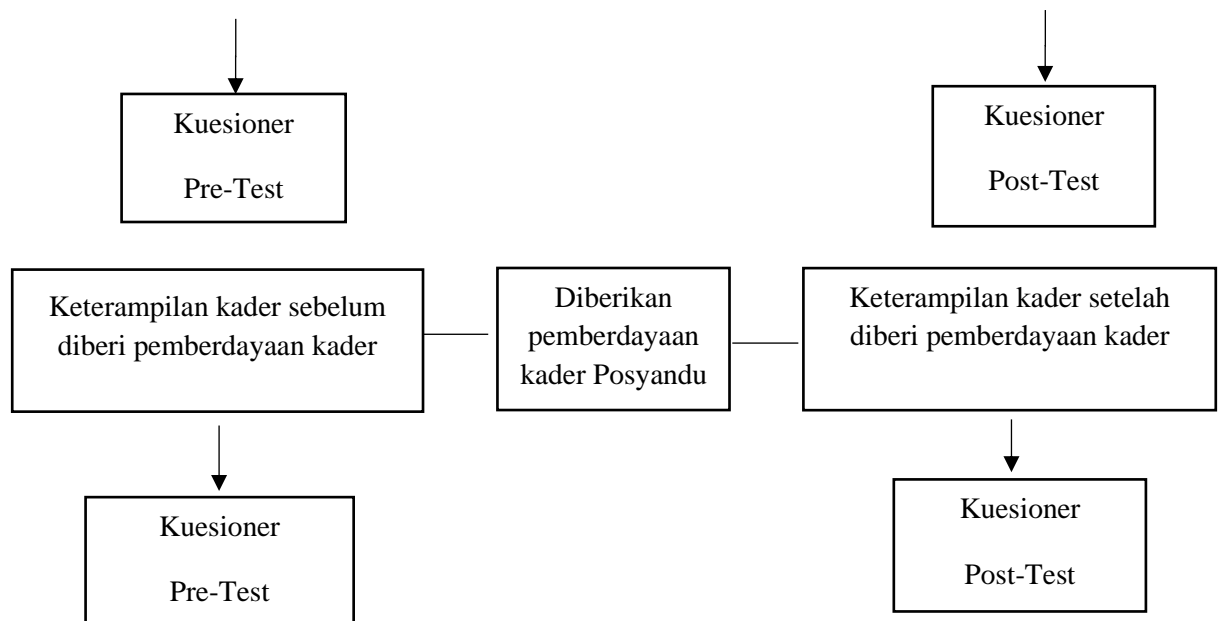 Kuesioner
Pre-Test
Kuesioner
Post-Test
Keterampilan kader sebelum
diberi pemberdayaan kader
Diberikan
pemberdayaan
kader Posyandu
Keterampilan kader setelah
diberi pemberdayaan kader
Kuesioner
Pre-Test
Kuesioner
Post-Test